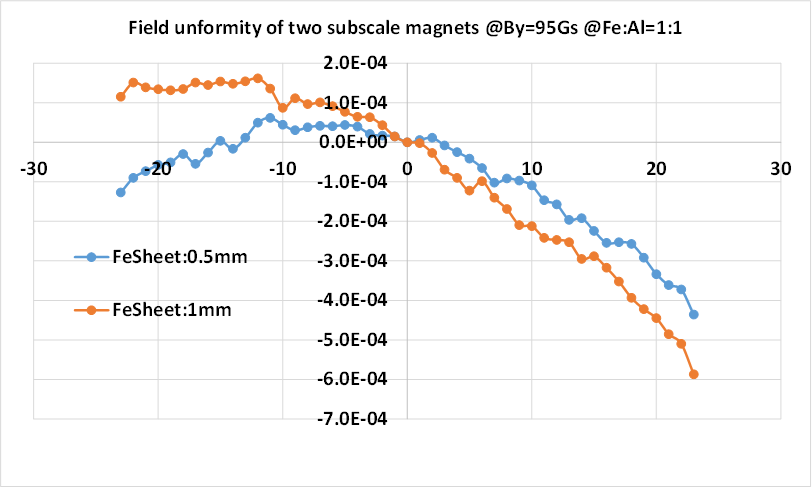 Field unformity of two subscale magnets @By=95Gs @Fe:Al=1:1
2.0E-04
1.0E-04
0.0E+00
-30
-20
-10
0
10
20
30
-1.0E-04
-2.0E-04
FeSheet:0.5mm
-3.0E-04
FeSheet:1mm
-4.0E-04
-5.0E-04
-6.0E-04
-7.0E-04